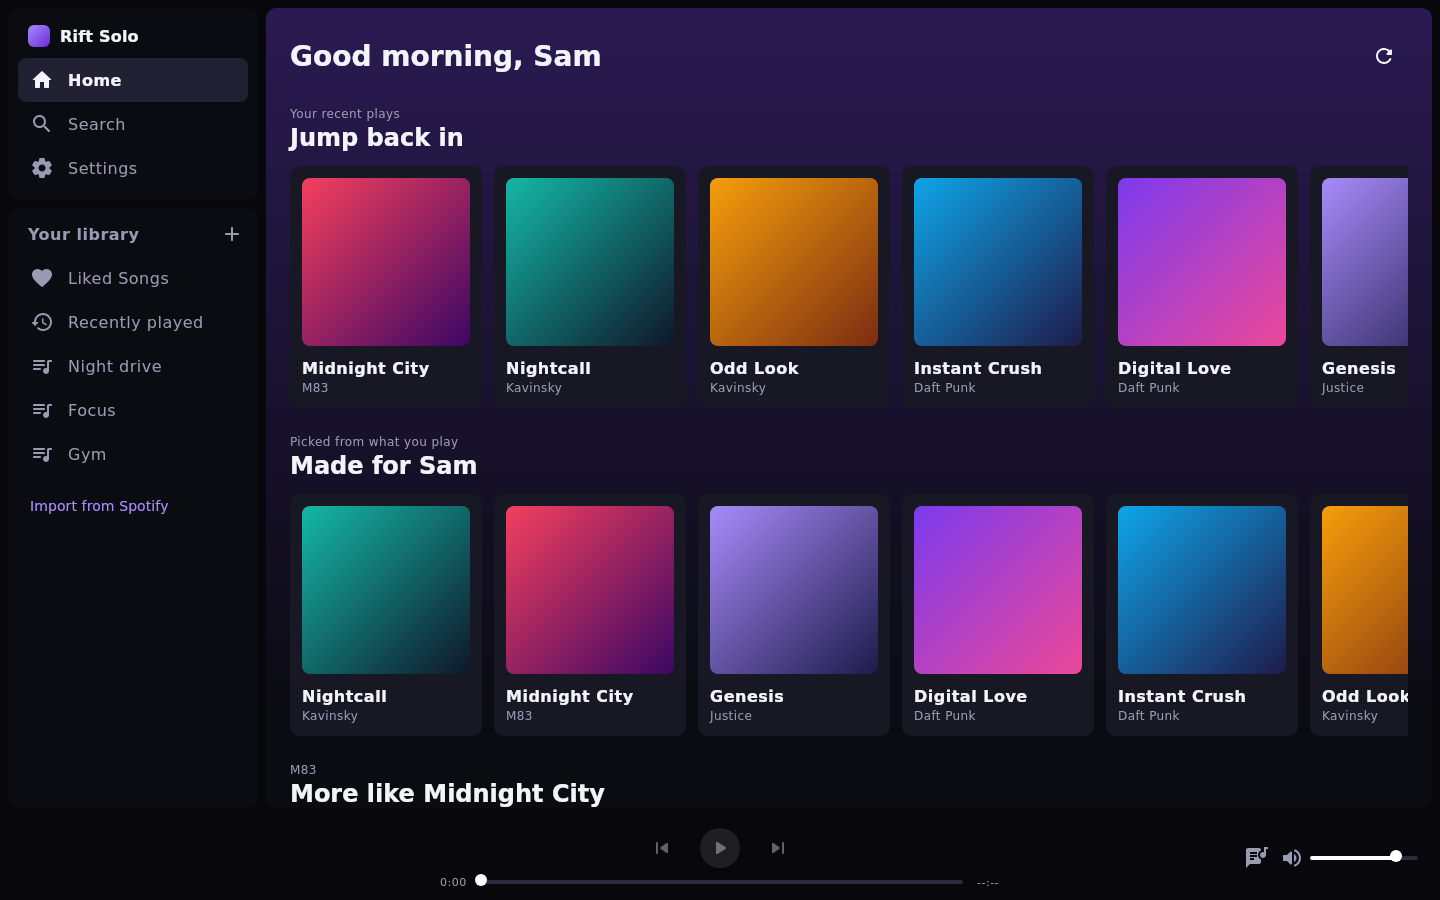 Rift Solo
Home
Search
Settings
Your library
Liked Songs
Recently played
Night drive
Focus
Gym
Import from Spotify
Good morning, Sam
Your recent plays
Jump back in
Midnight City
M83
Nightcall
Kavinsky
Odd Look
Kavinsky
Instant Crush
Daft Punk
Digital Love
Daft Punk
Genesis
Justice
Picked from what you play
Made for Sam
Nightcall
Kavinsky
Midnight City
M83
Genesis
Justice
Digital Love
Daft Punk
Instant Crush
Daft Punk
Odd Look
Kavinsky
M83
More like Midnight City
0:00
--:--